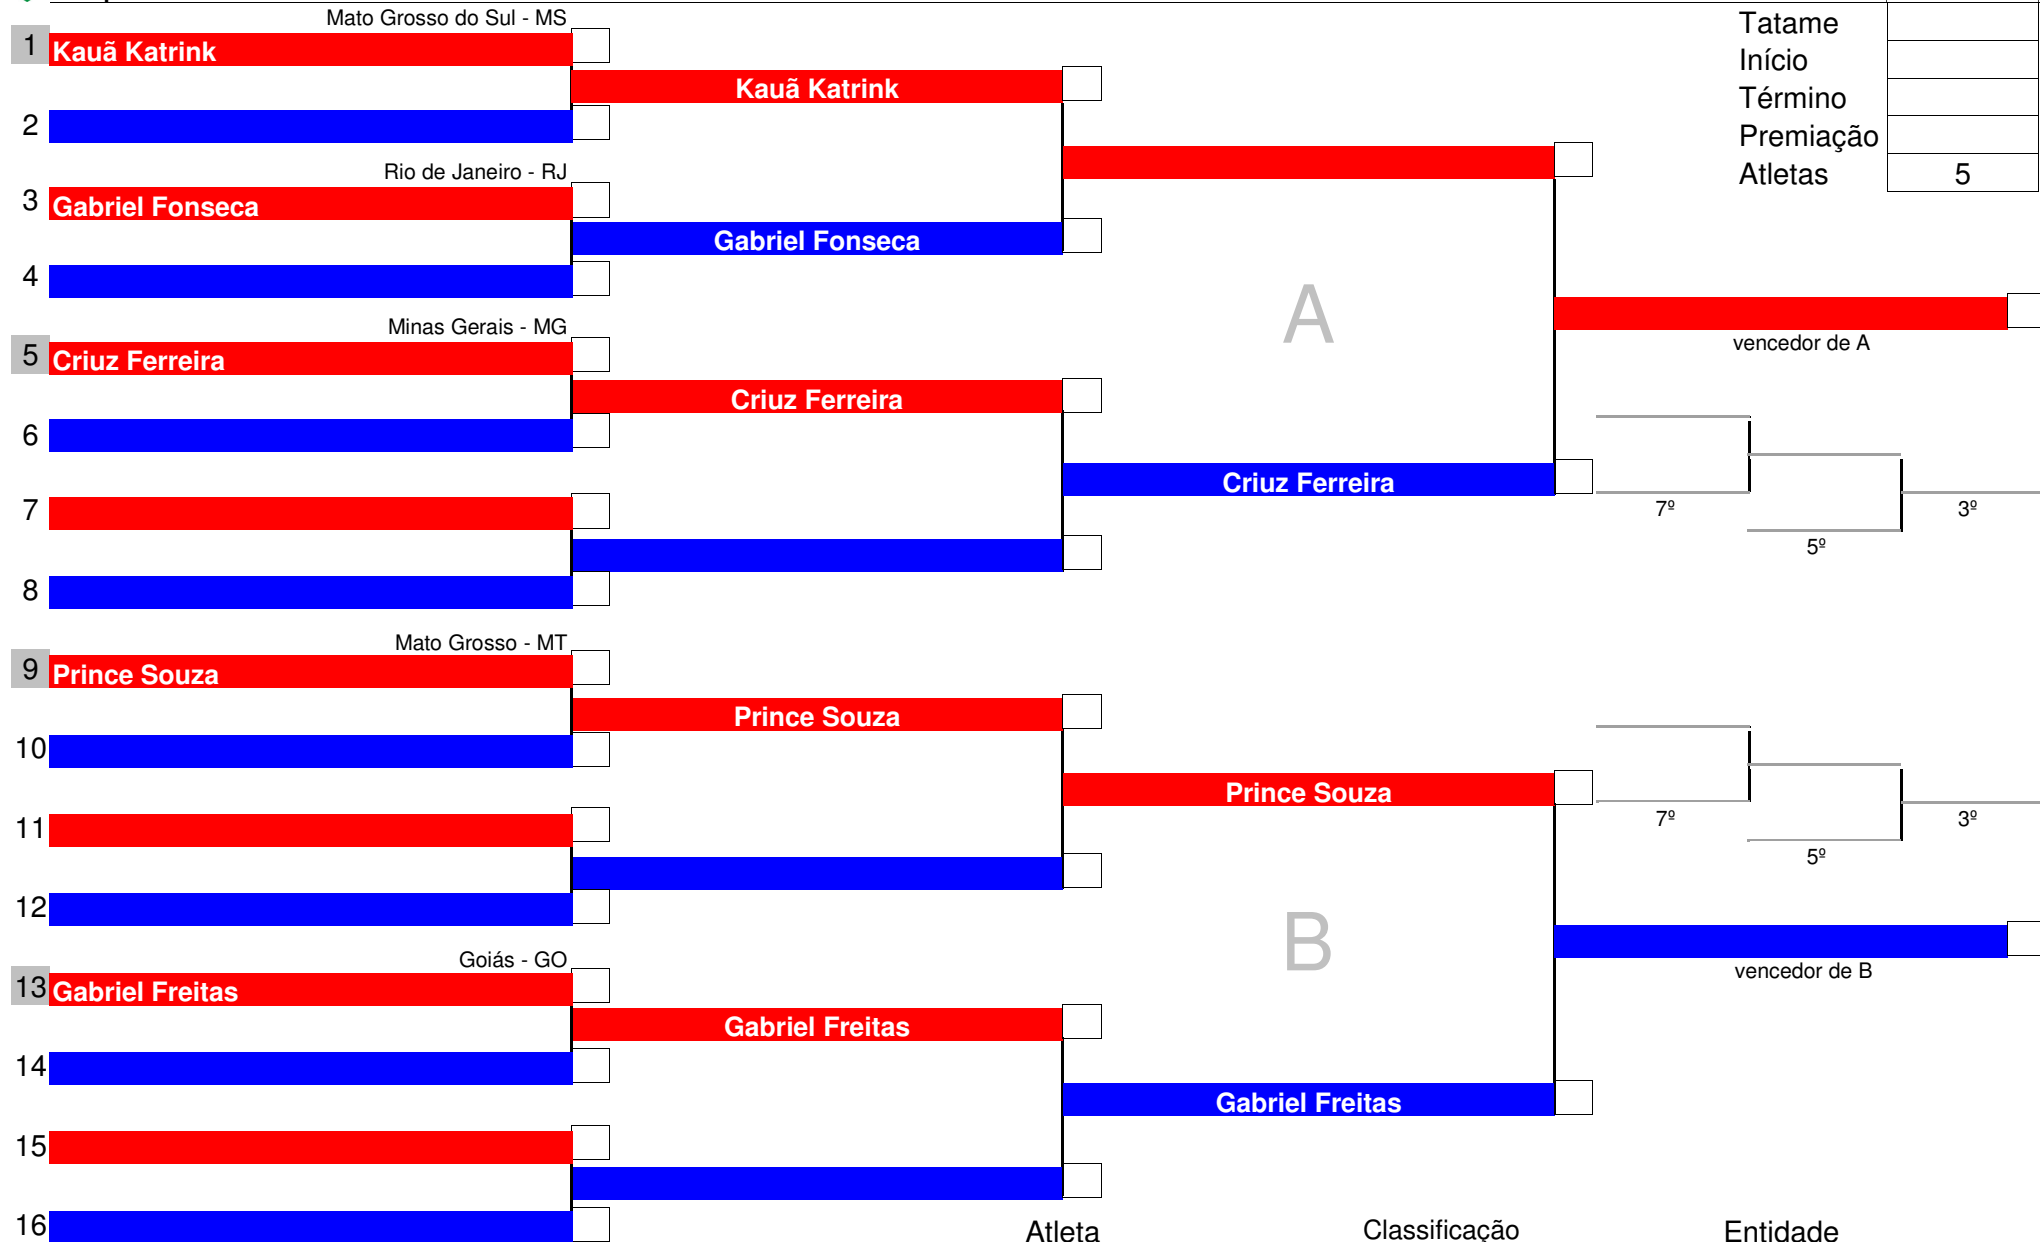 Mato Grosso do Sul - MS
Tatame
1 Kauã Katrink
Início
Kauã Katrink
Término
2
Premiação
Rio de Janeiro - RJ
Atletas 5
3 Gabriel Fonseca
Gabriel Fonseca
4
A
Minas Gerais - MG
vencedor de A
5 Criuz Ferreira
Criuz Ferreira
6
Criuz Ferreira
7
7º 3º
5º
8
Mato Grosso - MT
9 Prince Souza
Prince Souza
10
Prince Souza
11
7º 3º
5º
12
B
Goiás - GO
vencedor de B
13 Gabriel Freitas
Gabriel Freitas
14
Gabriel Freitas
15
16
Atleta Classificação Entidade